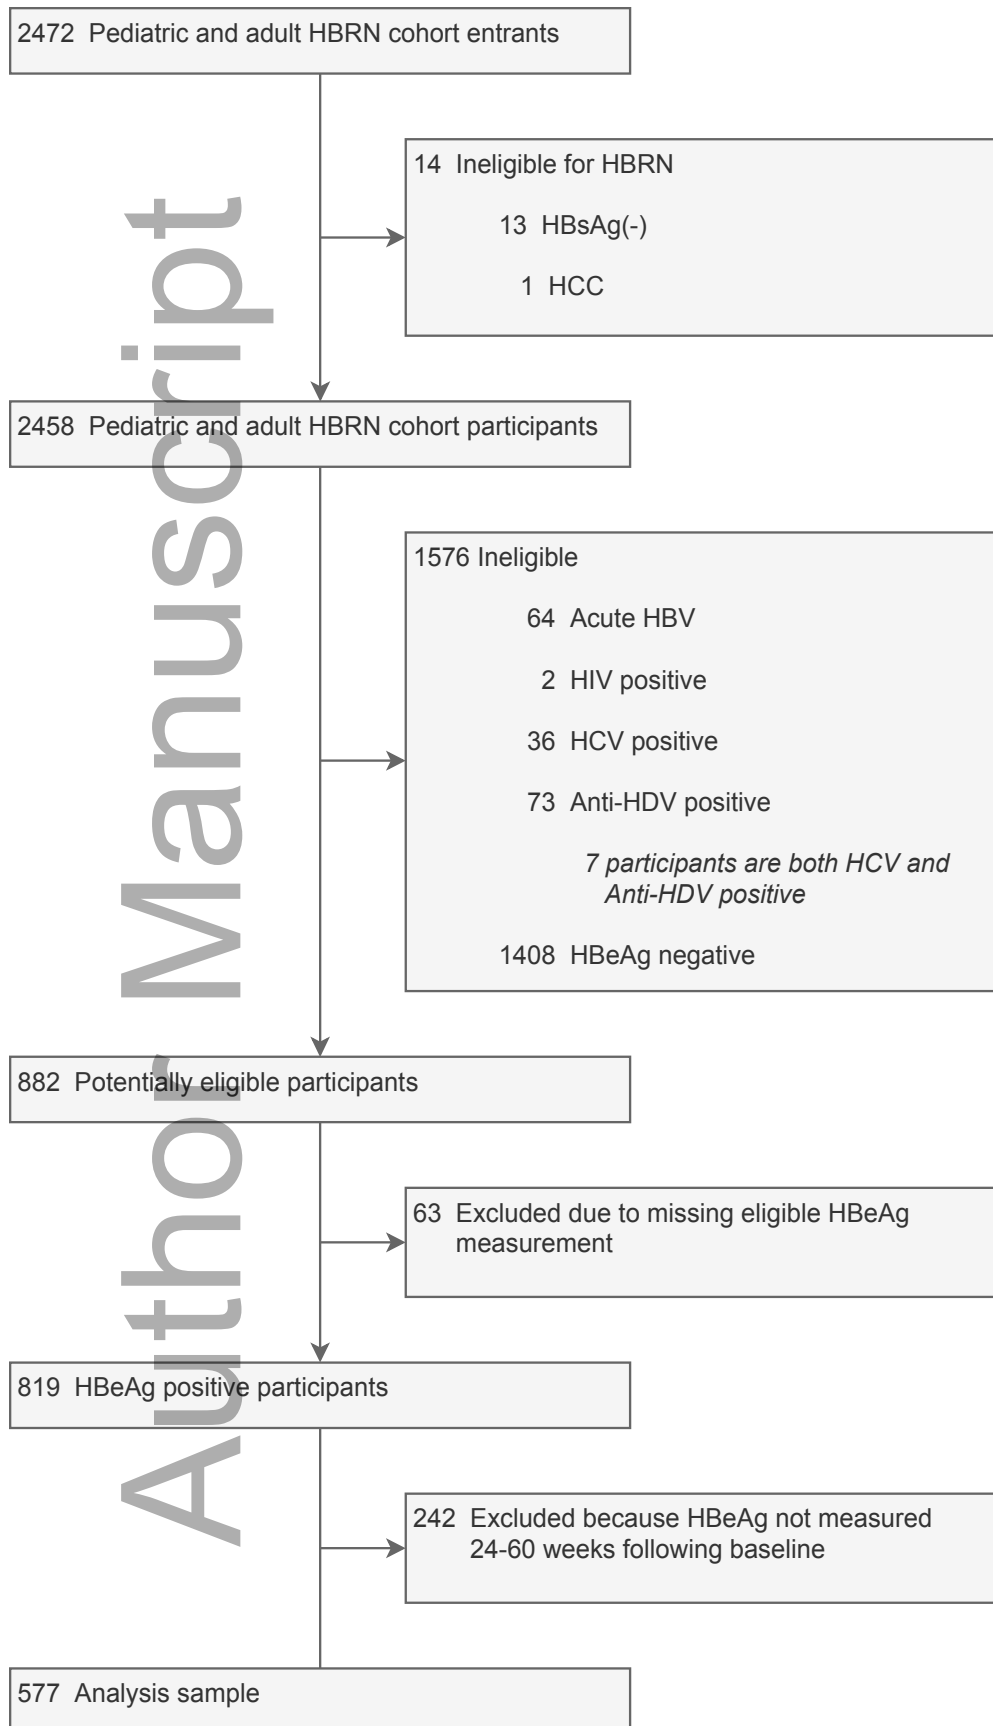 2472 Pediatric and adult HBRN cohort entrants
14 Ineligible for HBRN
13 HBsAg(-)
1 HCC
2458 Pediatric and adult HBRN cohort participants
1576 Ineligible
64 Acute HBV
2 HIV positive
36 HCV positive
73 Anti-HDV positive
7 participants are both HCV and
Anti-HDV positive
1408 HBeAg negative
882 Potentially eligible participants
63 Excluded due to missing eligible HBeAg
measurement
819 HBeAg positive participants
242 Excluded because HBeAg not measured
24-60 weeks following baseline
577 Analysis sample
Author Manuscript